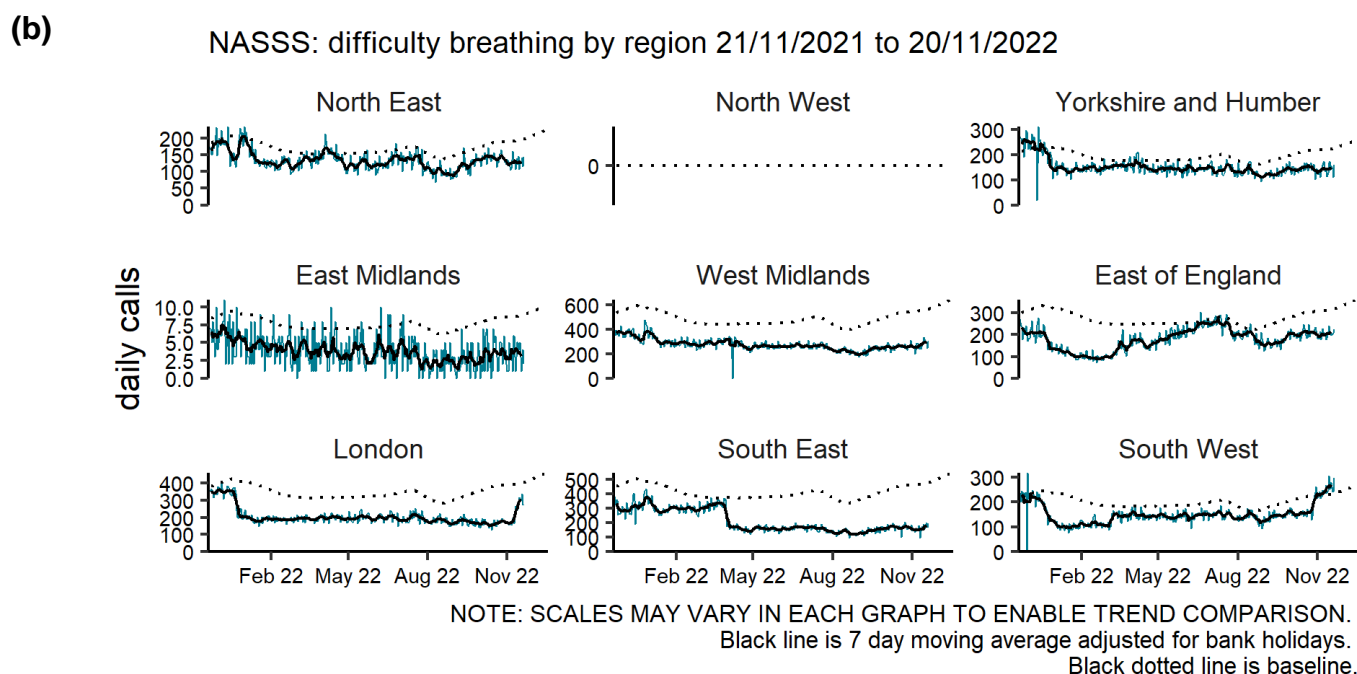 (b)
NASSS: difficulty breathing by region 21/11/2021 to 20/11/2022
North East
North West
Yorkshire and Humber
200
150
100
50
0
0
300
200
100
0
daily calls
East Midlands
West Midlands
East of England
10.0
7.5
5.0
2.5
0.0
600
400
200
0
300
200
100
0
London
South East
South West
400
300
200
100
0
500
400
300
200
100
0
300
200
100
0
Feb 22 May 22 Aug 22 Nov 22
Feb 22 May 22 Aug 22 Nov 22
Feb 22 May 22 Aug 22 Nov 22
NOTE: SCALES MAY VARY IN EACH GRAPH TO ENABLE TREND COMPARISON.
Black line is 7 day moving average adjusted for bank holidays.
Black dotted line is baseline.